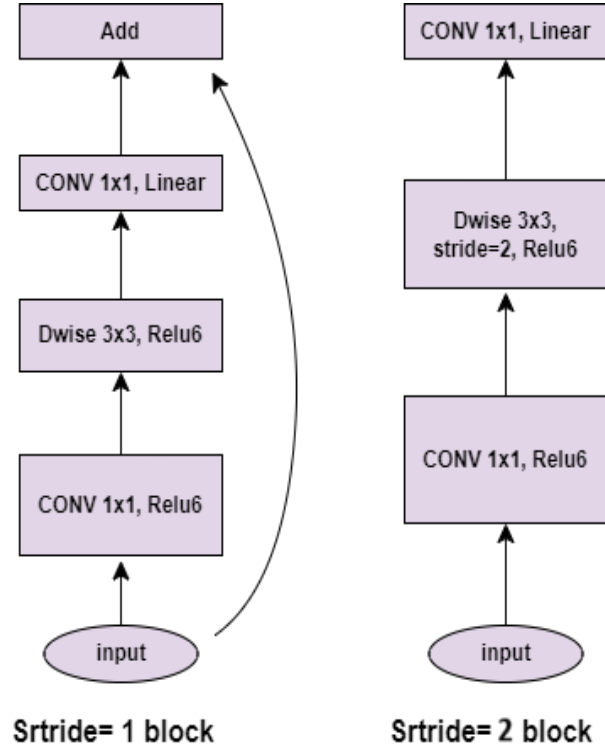 Add
CONV 1x1, Linear
Dwise 3x3, Relu6
CONV 1x1, Relu6
input
Srtride= 1 block
CONV 1x1, Linear
Dwise 3x3,
stride=2, Relu6
CONV 1x1, Relu6
input
Srtride= 2 block